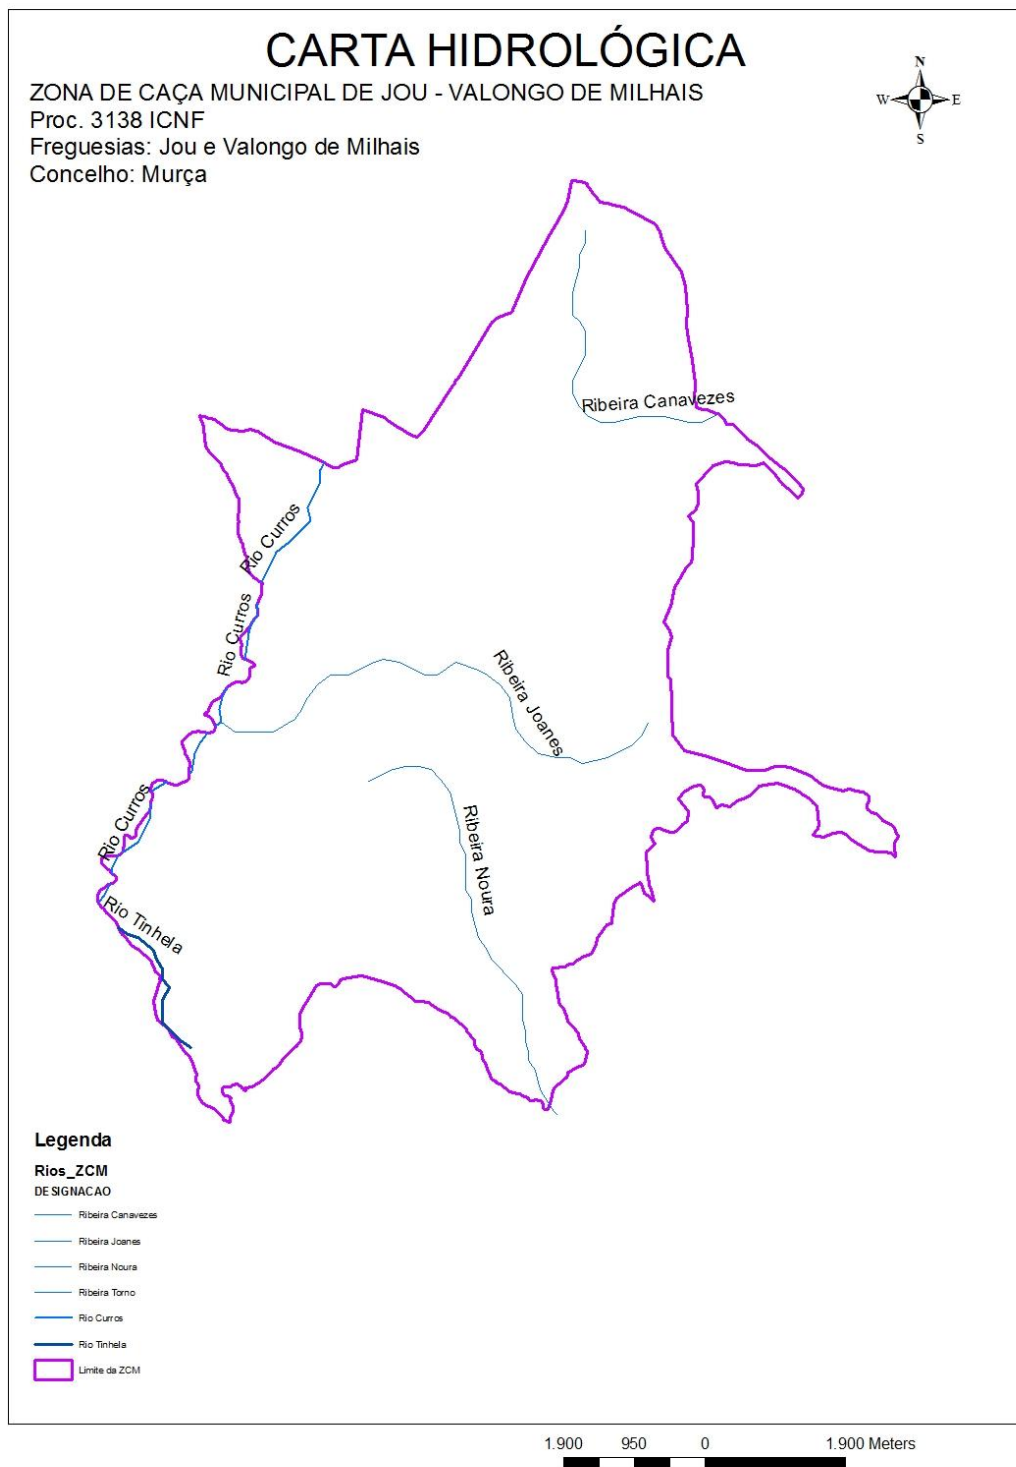 CARTA HIDROLÓGICA
ZONA DE CAÇA MUNICIPAL DE JOU - VALONGO DE MILHAIS
Proc. 3138 ICNF
Freguesias: Jou e Valongo de Milhais
Concelho: Murça
N
W E
S
Ribeira Canavezes
Rio Curros
Rio Curros
Ribeira Joanes
Rio Curros
Ribeira Noura
Rio Tinhela
Legenda
Rios_ZCM
DESIGNACAO
Ribeira Canavezes
Ribeira Joanes
Ribeira Noura
Ribeira Torno
Rio Curros
Rio Tinhela
Limite da ZCM
1.900 950 0 1.900 Meters